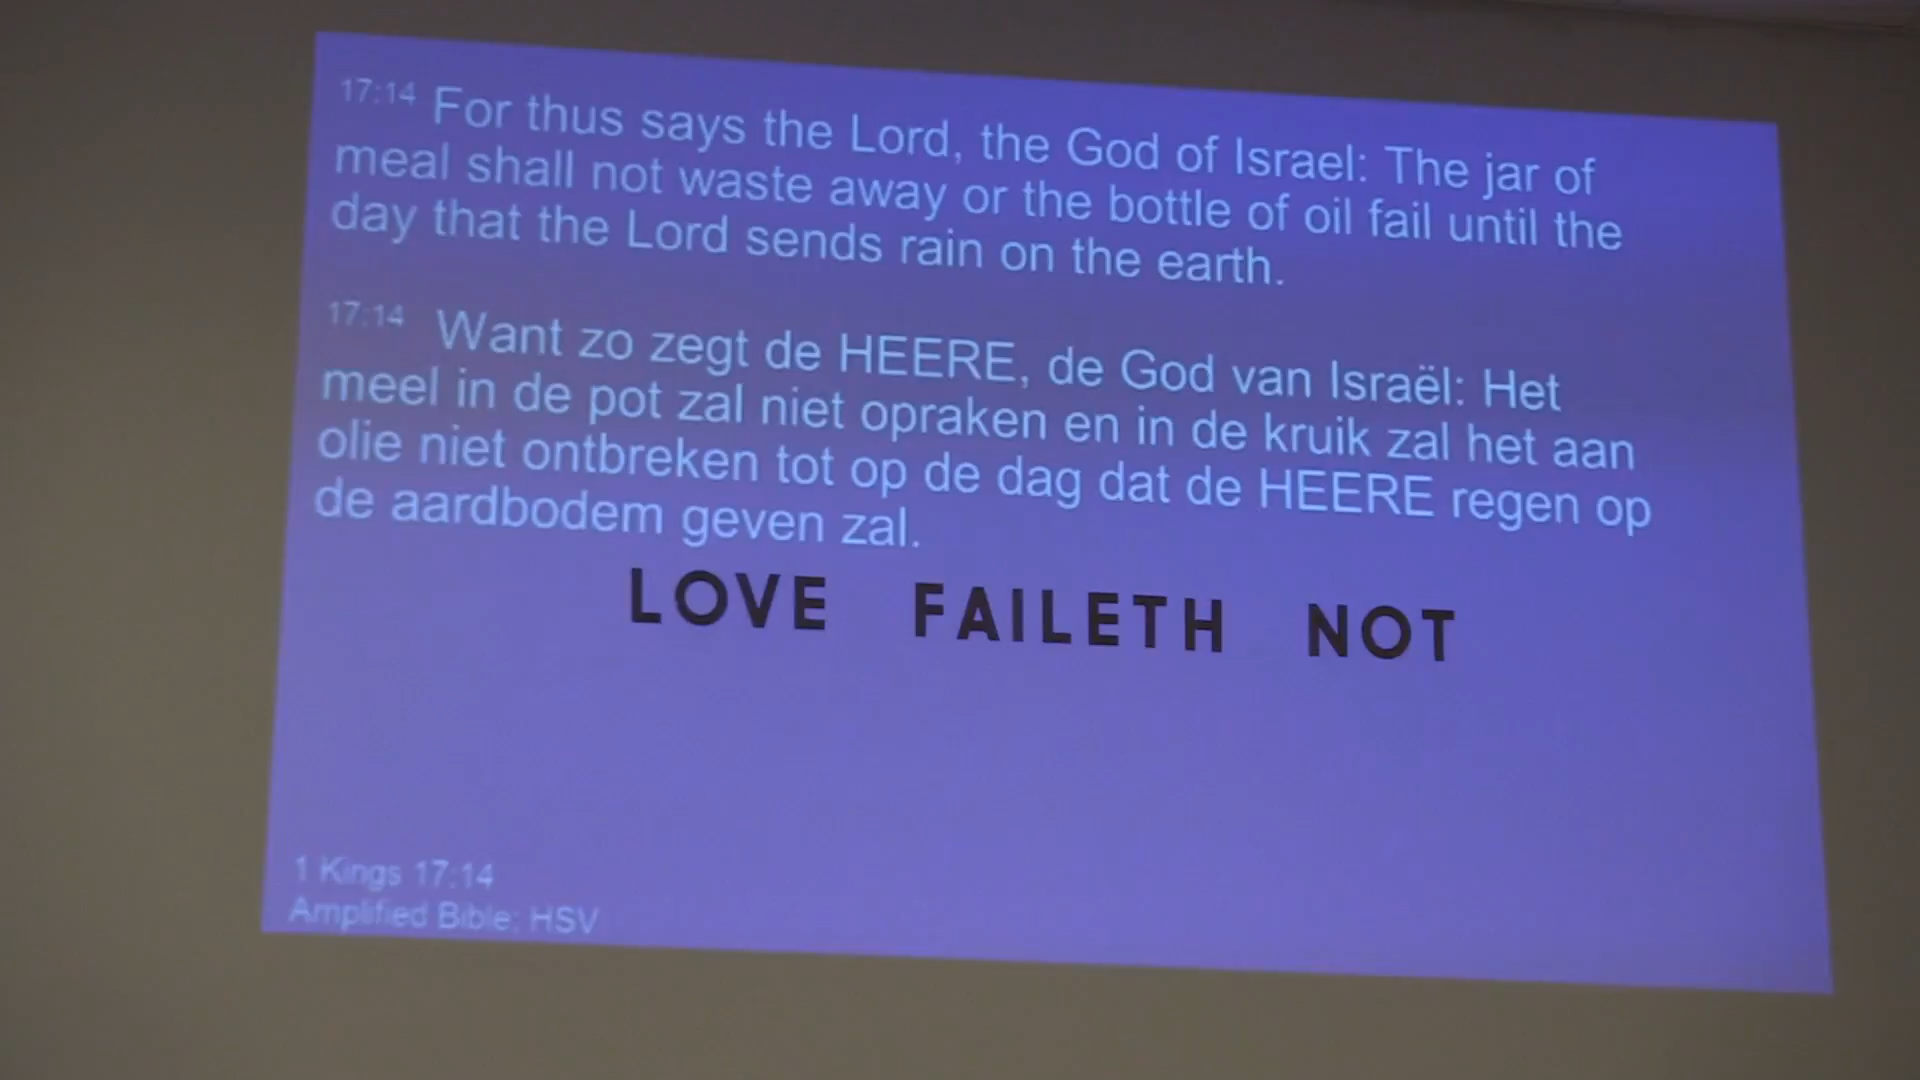 17:14 For thus says the Lord, the God of Israel: The jar of
meal shall not waste away or the bottle of oil fail until the
day that the Lord sends rain on the earth.
17:14 Want zo zegt de HEERE, de God van Israël: Het
meel in de pot zal niet opraken en in de kruik zal het aan
olie niet ontbreken tot op de dag dat de HEERE regen op
de aardbodem geven zal.
LOVE FAILETH NOT
1 Kings 17:14
Amplified Bible: HSV